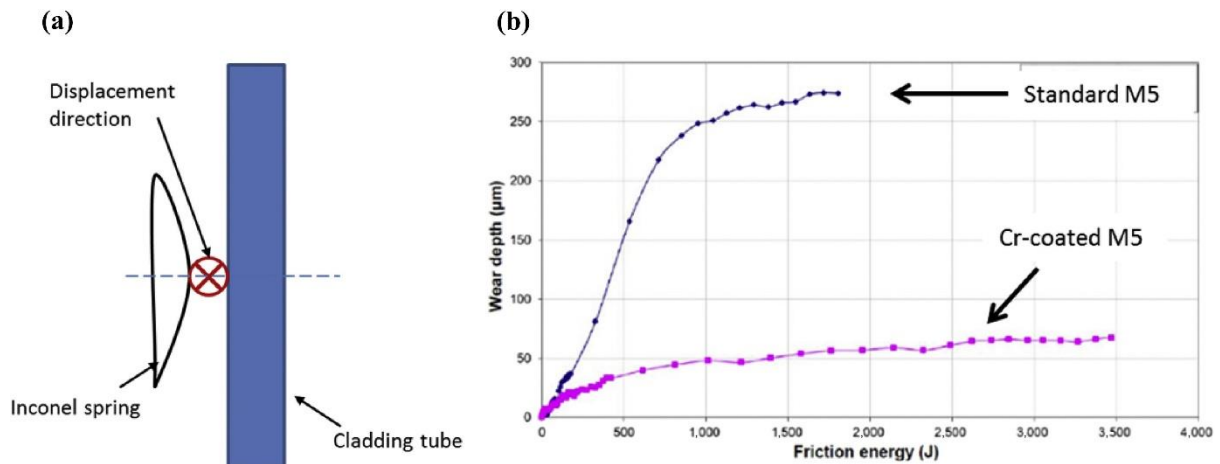 (a)
Displacement
direction
Inconel spring
Cladding tube
(b)
300
250
200
150
100
50
0
Wear depth (μm)
0
500
1,000
1,500
2,000
2,500
3,000
3,500
4,000
Friction energy (J)
Standard M5
Cr-coated M5